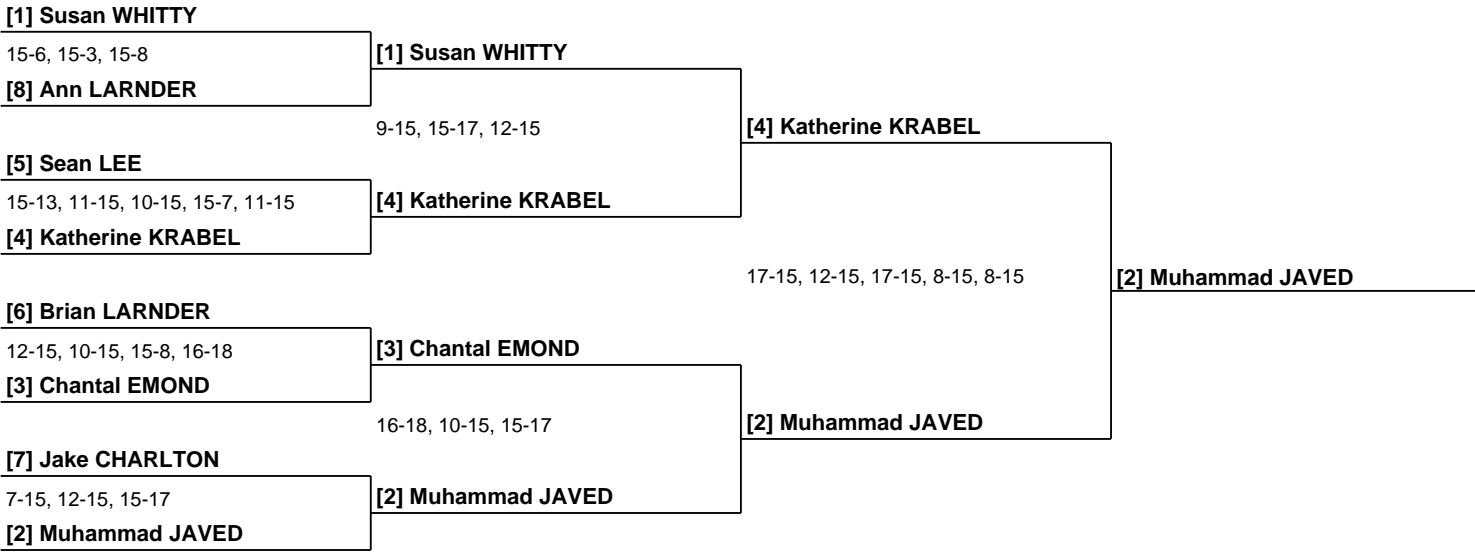 [1] Susan WHITTY
15-6, 15-3, 15-8
[8] Ann LARNDER
[5] Sean LEE
15-13, 11-15, 10-15, 15-7, 11-15
[4] Katherine KRABEL
[6] Brian LARNDER
12-15, 10-15, 15-8, 16-18
[3] Chantal EMOND
[7] Jake CHARLTON
7-15, 12-15, 15-17
[2] Muhammad JAVED
[1] Susan WHITTY
9-15, 15-17, 12-15
[4] Katherine KRABEL
[3] Chantal EMOND
16-18, 10-15, 15-17
[2] Muhammad JAVED
[4] Katherine KRABEL
17-15, 12-15, 17-15, 8-15, 8-15
[2] Muhammad JAVED
[2] Muhammad JAVED